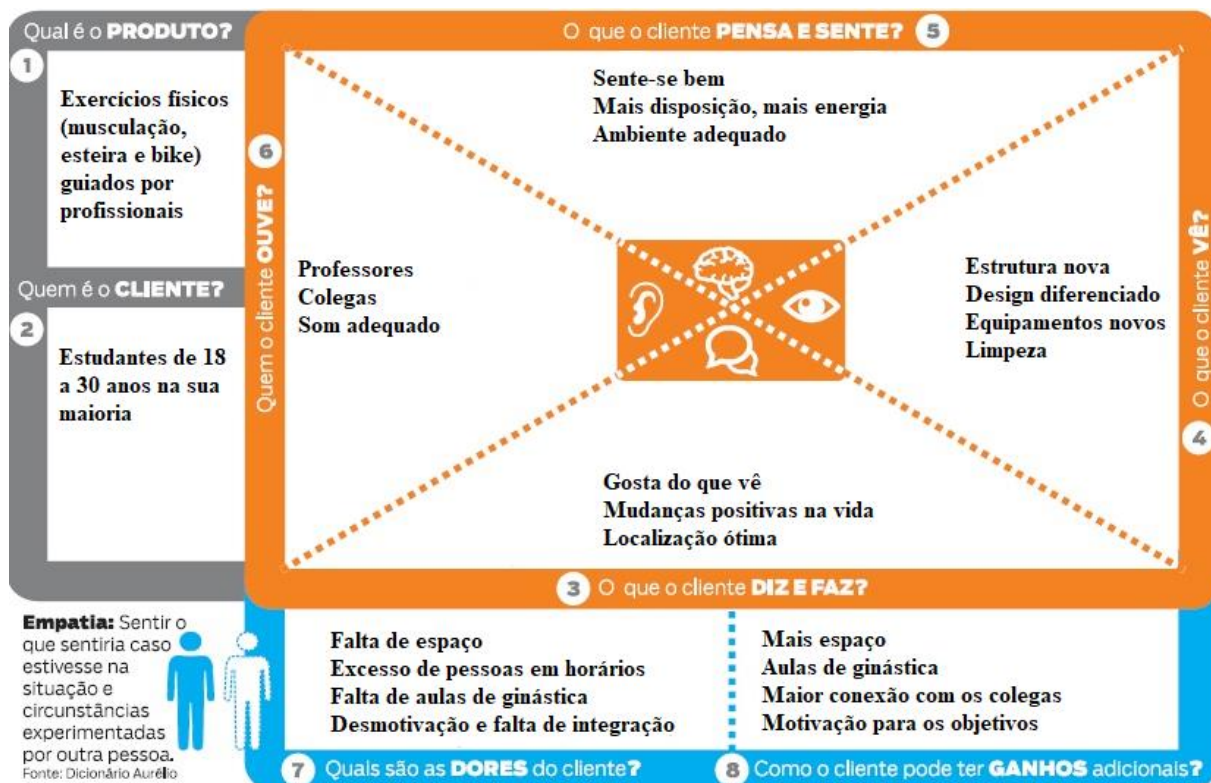 Qual é o PRODUTO?
1
Exercícios físicos
(musculação,
esteira e bike)
guiados por
profissionais
Quem é o CLIENTE?
2
Estudantes de 18
a 30 anos na sua
maioria
O que o cliente DIZ E FAZ?
3
Gosta do que vê
Mudanças positivas na vida
Localização ótima
O que o cliente VÊ?
4
Estrutura nova
Design diferenciado
Equipamentos novos
Limpeza
O que o cliente PENSA E SENTE?
5
Sente-se bem
Mais disposição, mais energia
Ambiente adequado
Quem o cliente OUVE?
6
Professores
Colegas
Som adequado
Empatia: Sentir o
que sentiria caso
estivesse na
situação e
circunstâncias
experimentadas
por outra pessoa.
Fonte: Dicionário Aurélio
Falta de espaço
Excesso de pessoas em horários
Falta de aulas de ginástica
Desmotivação e falta de integração
7 Quais são as DORES do cliente?
Mais espaço
Aulas de ginástica
Maior conexão com os colegas
Motivação para os objetivos
8 Como o cliente pode ter GANHOS adicionais?